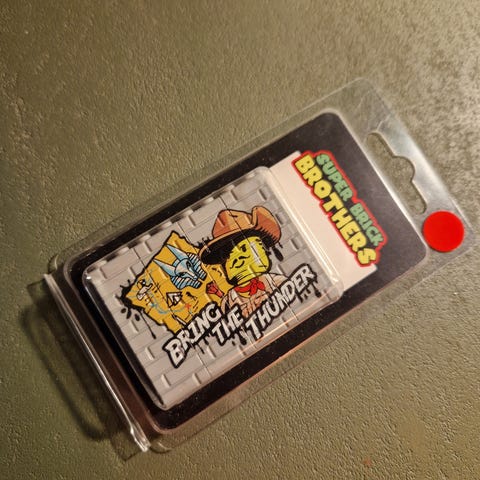 SUPER BRICK
BROTHERS
BRING
THE
THUNDER